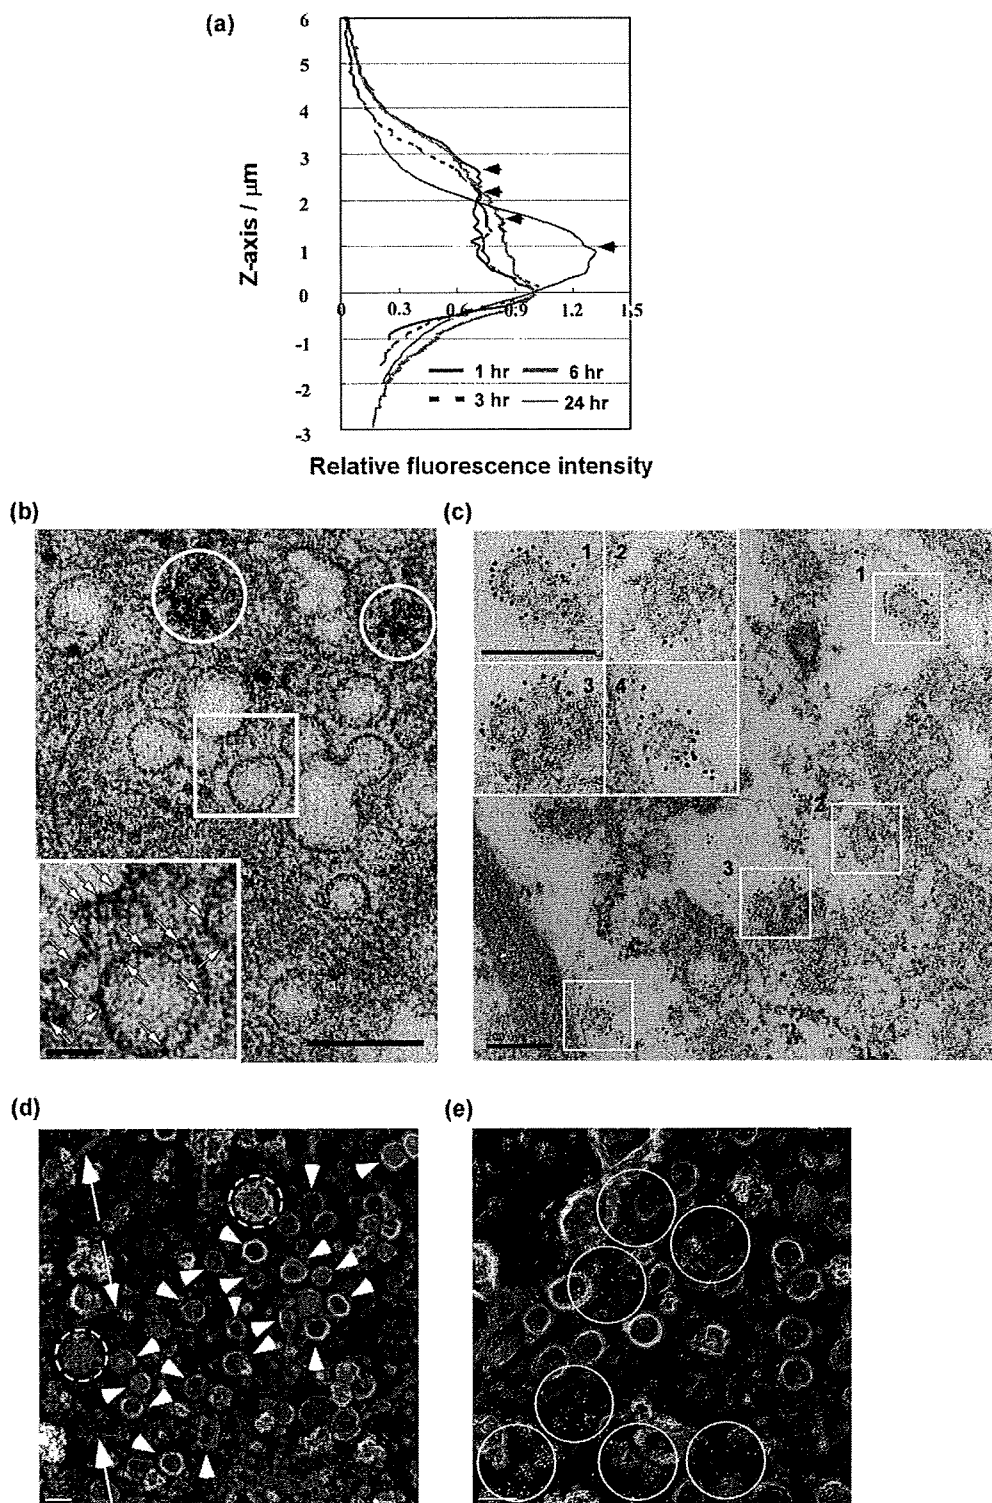 (a)
6
5
4
3
2
1
0
-1
-2
-3
Z-axis / μm
0 0.3 0.6 0.9 1.2 1.5
1 hr 6 hr
3 hr 24 hr
Relative fluorescence intensity
(b)
(c)
1 2
3 4
1
2
3
(d)
(e)